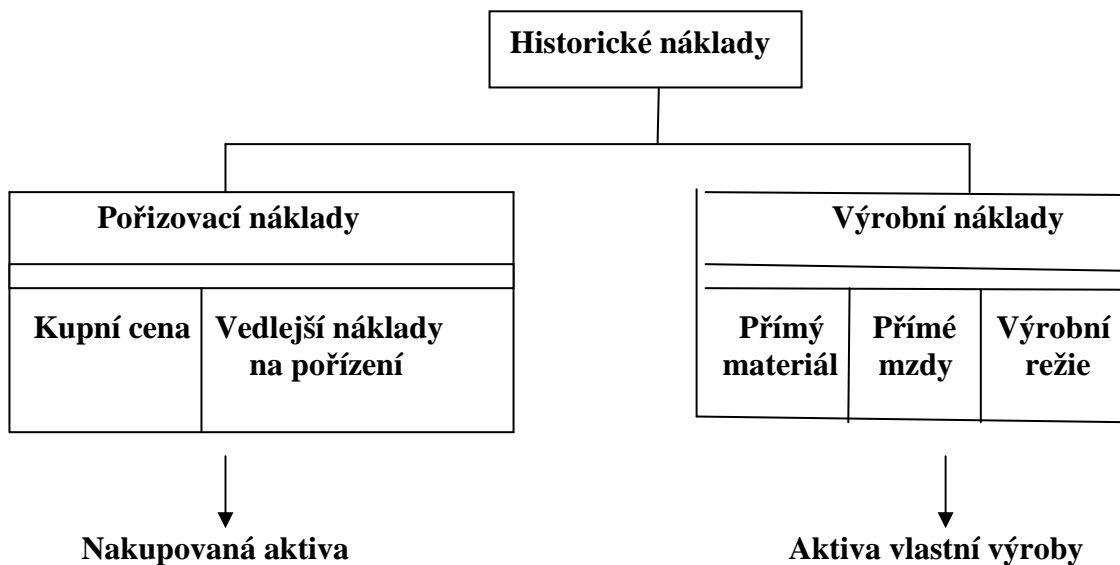 Historické náklady
Pořizovací náklady
Výrobní náklady
Kupní cena
Vedlejší náklady
na pořízení
Přímý
materiál
Přímé
mzdy
Výrobní
režie
Nakupovaná aktiva
Aktiva vlastní výroby